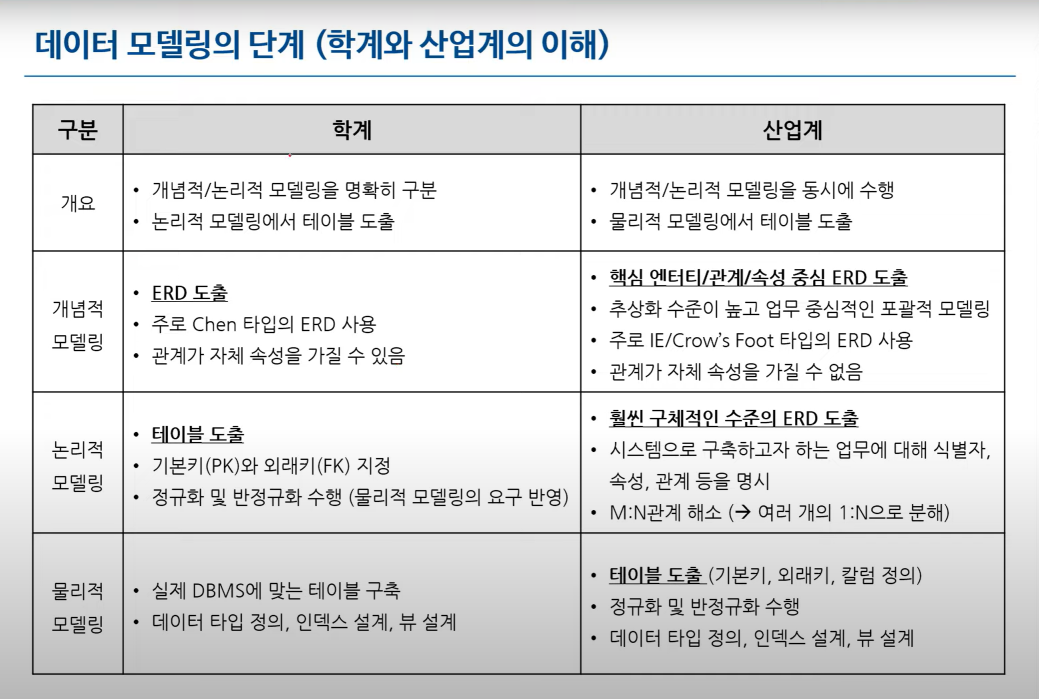 데이터 모델링의 단계 (학계와 산업계의 이해)
구분
학계
산업계
개요
• 개념적/논리적 모델링을 명확히 구분
• 논리적 모델링에서 테이블 도출
• 개념적/논리적 모델링을 동시에 수행
• 물리적 모델링에서 테이블 도출
개념적
모델링
• ERD 도출
• 주로 Chen 타입의 ERD 사용
• 관계가 자체 속성을 가질 수 있음
• 핵심 엔터티/관계/속성 중심 ERD 도출
• 추상화 수준이 높고 업무 중심적인 포괄적 모델링
• 주로 IE/Crow's Foot 타입의 ERD 사용
• 관계가 자체 속성을 가질 수 없음
논리적
모델링
• 테이블 도출
• 기본키(PK)와 외래키(FK) 지정
• 정규화 및 반정규화 수행 (물리적 모델링의 요구 반영)
• 훨씬 구체적인 수준의 ERD 도출
• 시스템으로 구축하고자 하는 업무에 대해 식별자,
속성, 관계 등을 명시
• M:N관계 해소 (→ 여러 개의 1:N으로 분해)
물리적
모델링
• 실제 DBMS에 맞는 테이블 구축
• 데이터 타입 정의, 인덱스 설계, 뷰 설계
• 테이블 도출 (기본키, 외래키, 칼럼 정의)
• 정규화 및 반정규화 수행
• 데이터 타입 정의, 인덱스 설계, 뷰 설계